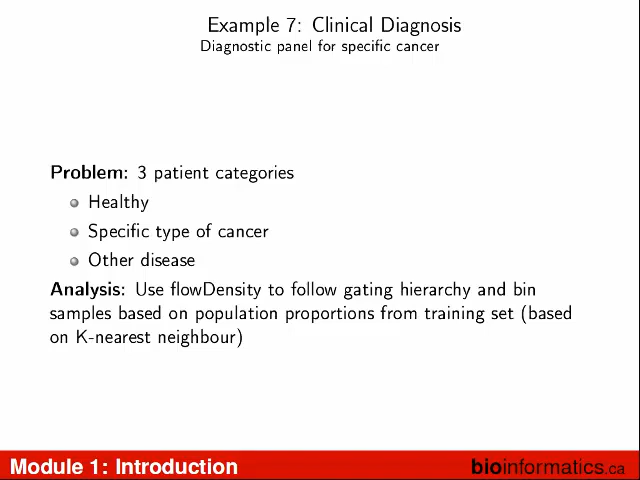 Example 7: Clinical Diagnosis
Diagnostic panel for specific cancer
Problem: 3 patient categories
Healthy
Specific type of cancer
Other disease
Analysis: Use flowDensity to follow gating hierarchy and bin
samples based on population proportions from training set (based
on K-nearest neighbour)
Module 1: Introduction
bioinformatics.ca